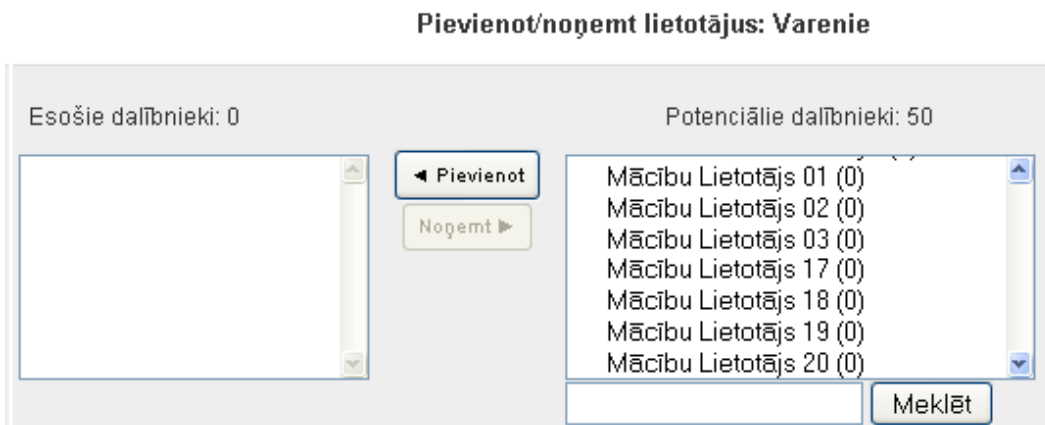 Pievienot/noņemt lietotājus: Varenie
Esošie dalībnieki: 0
Potenciālie dalībnieki: 50
◄ Pievienot
Noņemt ►
Mācību Lietotājs 01 (0)
Mācību Lietotājs 02 (0)
Mācību Lietotājs 03 (0)
Mācību Lietotājs 17 (0)
Mācību Lietotājs 18 (0)
Mācību Lietotājs 19 (0)
Mācību Lietotājs 20 (0)
Meklēt